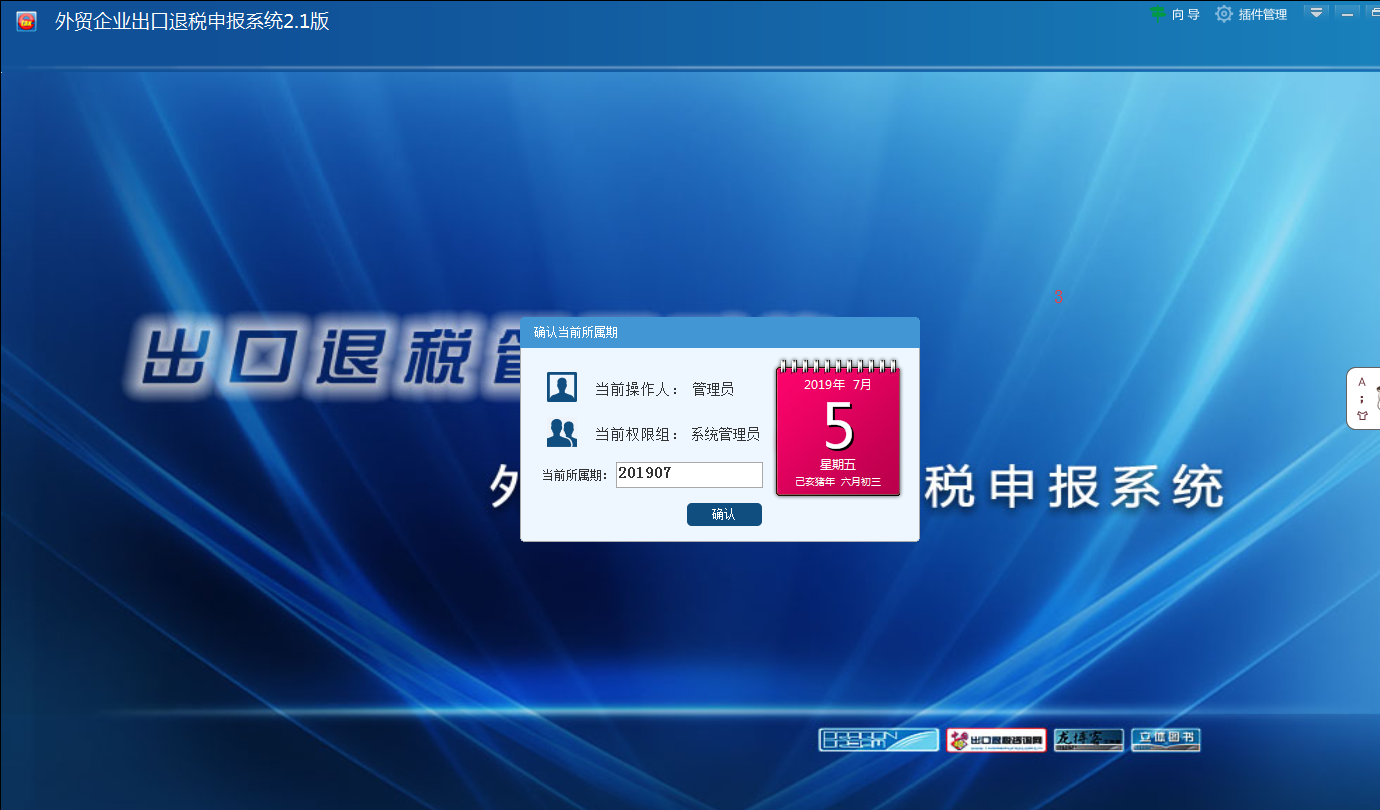 外贸企业出口退税申报系统2.1版
向 导
插件管理
3
出口退税管
确认当前所属期
当前操作人： 管理员
当前权限组： 系统管理员
当前所属期： 201907
确认
2019年 7月
5
星期五
己亥猪年 六月初三
外
税申报系统
A
;
出口退税咨询网
龙博客
立体图书